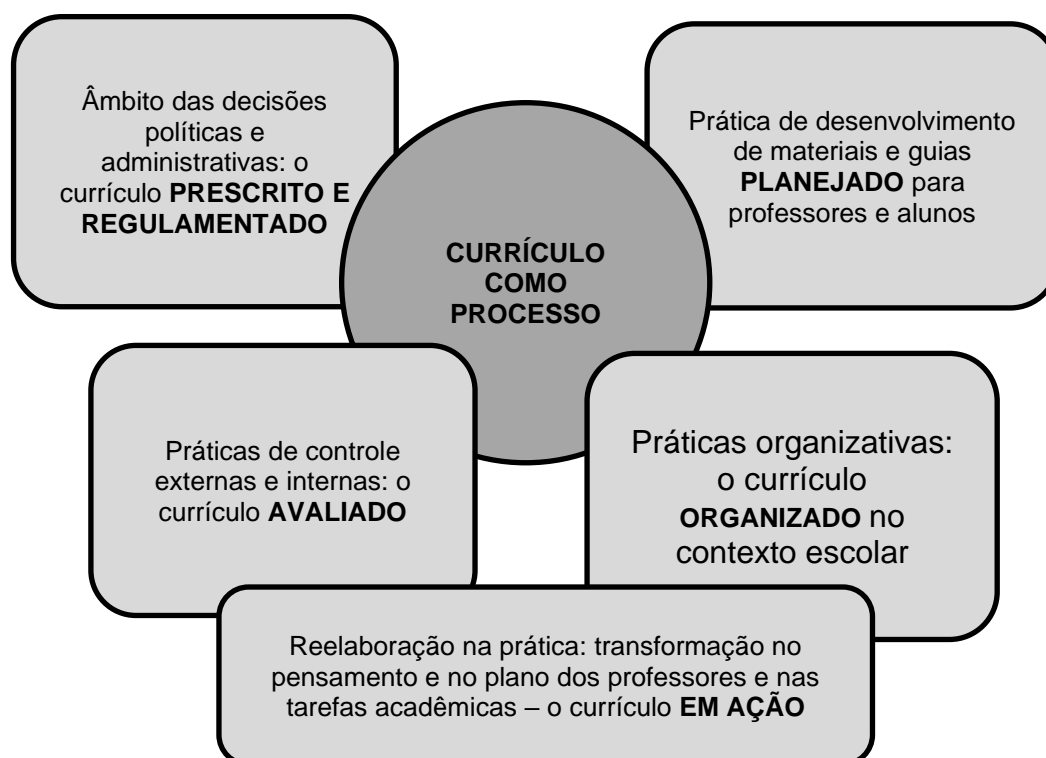 Âmbito das decisões
políticas e
administrativas: o
currículo PRESCRITO E
REGULAMENTADO
Prática de desenvolvimento
de materiais e guias
PLANEJADO para
professores e alunos
CURRÍCULO
COMO
PROCESSO
Práticas de controle
externas e internas: o
currículo AVALIADO
Práticas organizativas:
o currículo
ORGANIZADO no
contexto escolar
Reelaboração na prática: transformação no
pensamento e no plano dos professores e nas
tarefas acadêmicas – o currículo EM AÇÃO